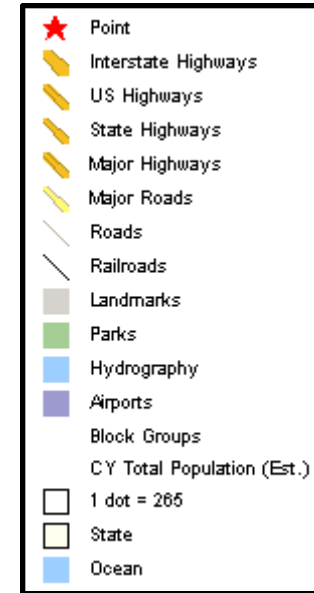 Point
Interstate Highways
US Highways
State Highways
Major Highways
Major Roads
Roads
Railroads
Landmarks
Parks
Hydrography
Airports
Block Groups
CY Total Population (Est.)
1 dot = 265
State
Ocean